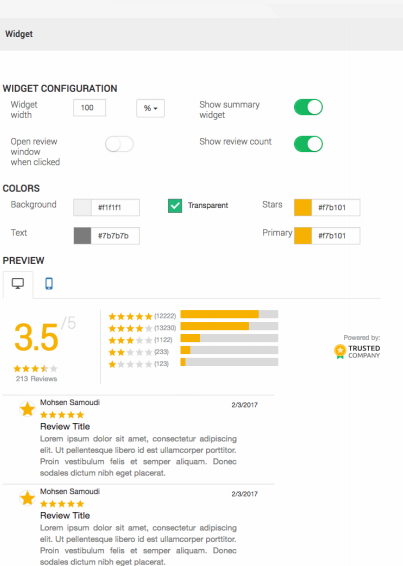 Widget
WIDGET CONFIGURATION
Widget width
100
%
Show summary widget
Open review window when clicked
Show review count
COLORS
Background
#f1f1f1
Transparent
Stars
#f7b101
Text
#7b7b7b
Primary
#f7b101
PREVIEW
3.5/5
213 Reviews
(12222)
(13230)
(1122)
(233)
(123)
Powered by:
TRUSTED
COMPANY
Mohsen Samoudi
2/3/2017
Review Title
Lorem ipsum dolor sit amet, consectetur adipiscing
elit. Ut pellentesque libero id est ullamcorper porttitor.
Proin vestibulum felis et semper aliquam. Donec
sodales dictum nibh eget placerat.
Mohsen Samoudi
2/3/2017
Review Title
Lorem ipsum dolor sit amet, consectetur adipiscing
elit. Ut pellentesque libero id est ullamcorper porttitor.
Proin vestibulum felis et semper aliquam. Donec
sodales dictum nibh eget placerat.